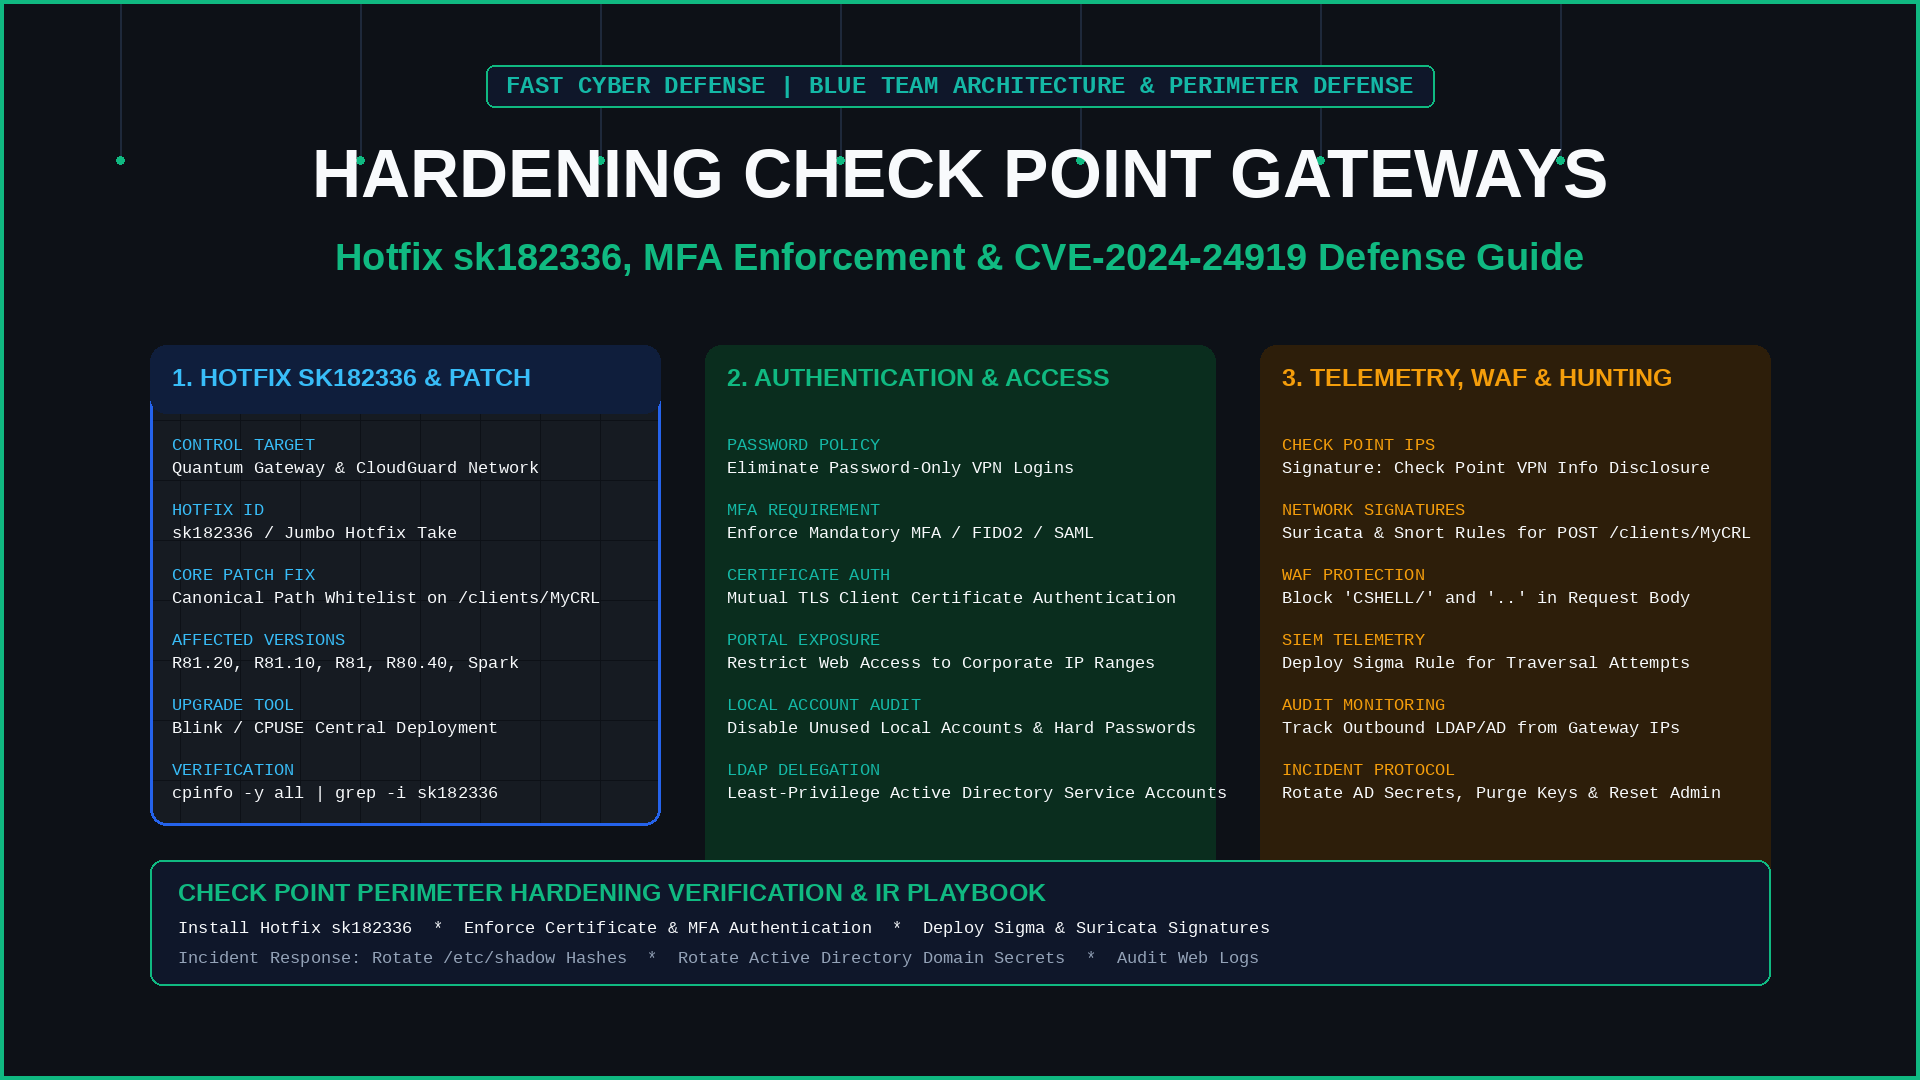 FAST CYBER DEFENSE | BLUE TEAM ARCHITECTURE & PERIMETER DEFENSE
HARDENING CHECK POINT GATEWAYS
Hotfix sk182336, MFA Enforcement & CVE-2024-24919 Defense Guide
1. HOTFIX SK182336 & PATCH
CONTROL TARGET
Quantum Gateway & CloudGuard Network
HOTFIX ID
sk182336 / Jumbo Hotfix Take
CORE PATCH FIX
Canonical Path Whitelist on /clients/MyCRL
AFFECTED VERSIONS
R81.20, R81.10, R81, R80.40, Spark
UPGRADE TOOL
Blink / CPUSE Central Deployment
VERIFICATION
cpinfo -y all | grep -i sk182336
2. AUTHENTICATION & ACCESS
PASSWORD POLICY
Eliminate Password-Only VPN Logins
MFA REQUIREMENT
Enforce Mandatory MFA / FIDO2 / SAML
CERTIFICATE AUTH
Mutual TLS Client Certificate Authentication
PORTAL EXPOSURE
Restrict Web Access to Corporate IP Ranges
LOCAL ACCOUNT AUDIT
Disable Unused Local Accounts & Hard Passwords
LDAP DELEGATION
Least-Privilege Active Directory Service Accounts
3. TELEMETRY, WAF & HUNTING
CHECK POINT IPS
Signature: Check Point VPN Info Disclosure
NETWORK SIGNATURES
Suricata & Snort Rules for POST /clients/MyCRL
WAF PROTECTION
Block 'CSHELL/' and '..' in Request Body
SIEM TELEMETRY
Deploy Sigma Rule for Traversal Attempts
AUDIT MONITORING
Track Outbound LDAP/AD from Gateway IPs
INCIDENT PROTOCOL
Rotate AD Secrets, Purge Keys & Reset Admin
CHECK POINT PERIMETER HARDENING VERIFICATION & IR PLAYBOOK
Install Hotfix sk182336 * Enforce Certificate & MFA Authentication * Deploy Sigma & Suricata Signatures
Incident Response: Rotate /etc/shadow Hashes * Rotate Active Directory Domain Secrets * Audit Web Logs